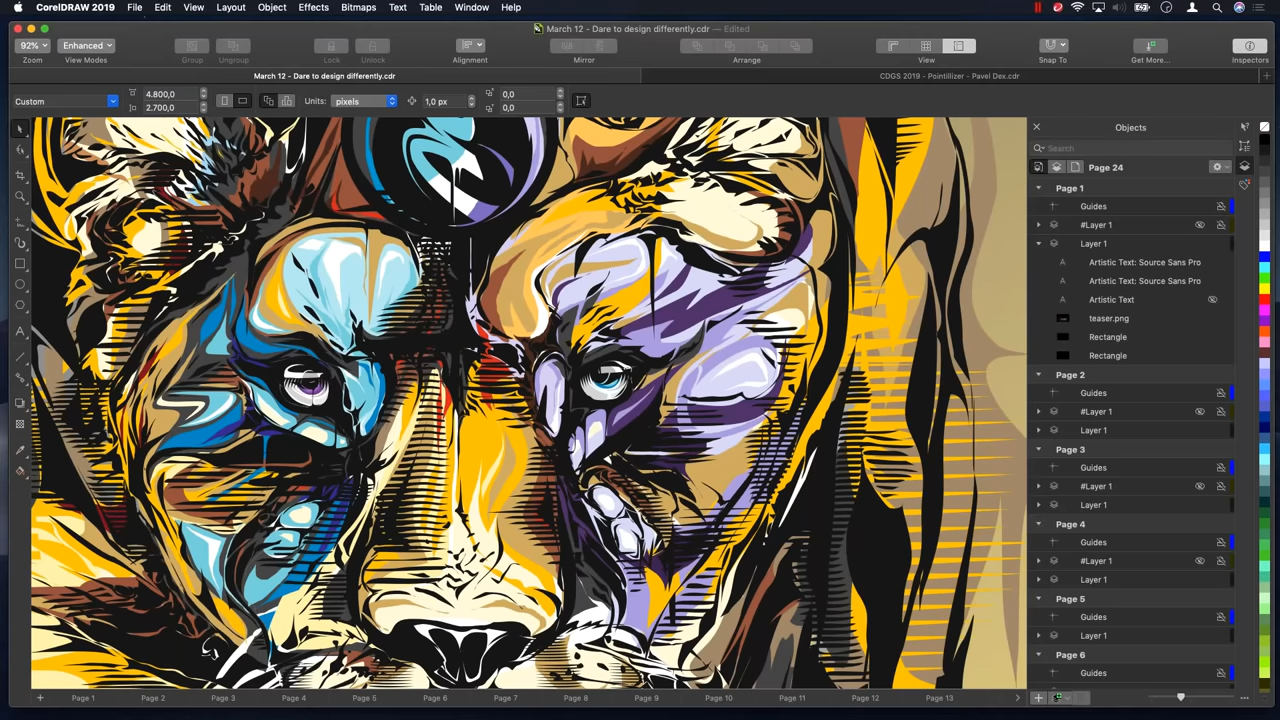 CorelDRAW 2019 File Edit View Layout Object Effects Bitmaps Text Table Window Help
March 12 - Dare to design differently.cdr — Edited
92% Enhanced
Zoom View Modes Group Ungroup Lock Unlock Alignment Mirror Arrange View Snap To Get More... Inspectors
March 12 - Dare to design differently.cdr CDGS 2019 - Pointillizer - Pavel Dex.cdr
Custom 4.800,0 2.700,0 Units: pixels 1,0 px 0,0 0,0
Objects
Search
Page 24
Page 1
Guides
#Layer 1
Layer 1
Artistic Text: Source Sans Pro
Artistic Text: Source Sans Pro
Artistic Text
teaser.png
Rectangle
Rectangle
Page 2
Guides
#Layer 1
Layer 1
Page 3
Guides
#Layer 1
Layer 1
Page 4
Guides
#Layer 1
Layer 1
Page 5
Guides
Layer 1
Page 6
Guides
Page 1 Page 2 Page 3 Page 4 Page 5 Page 6 Page 7 Page 8 Page 9 Page 10 Page 11 Page 12 Page 13